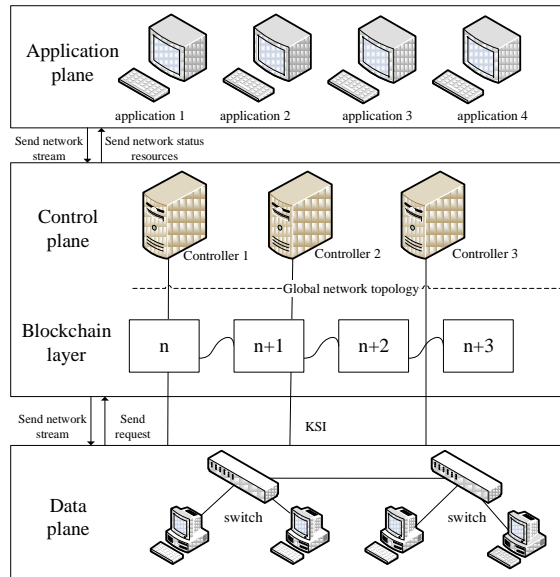 Application
plane
application 1
application 2
application 3
application 4
Send network
stream
Send network status
resources
Control
plane
Controller 1
Controller 2
Controller 3
Global network topology
Blockchain
layer
n
n+1
n+2
n+3
Send network
stream
Send
request
KSI
Data
plane
switch
switch